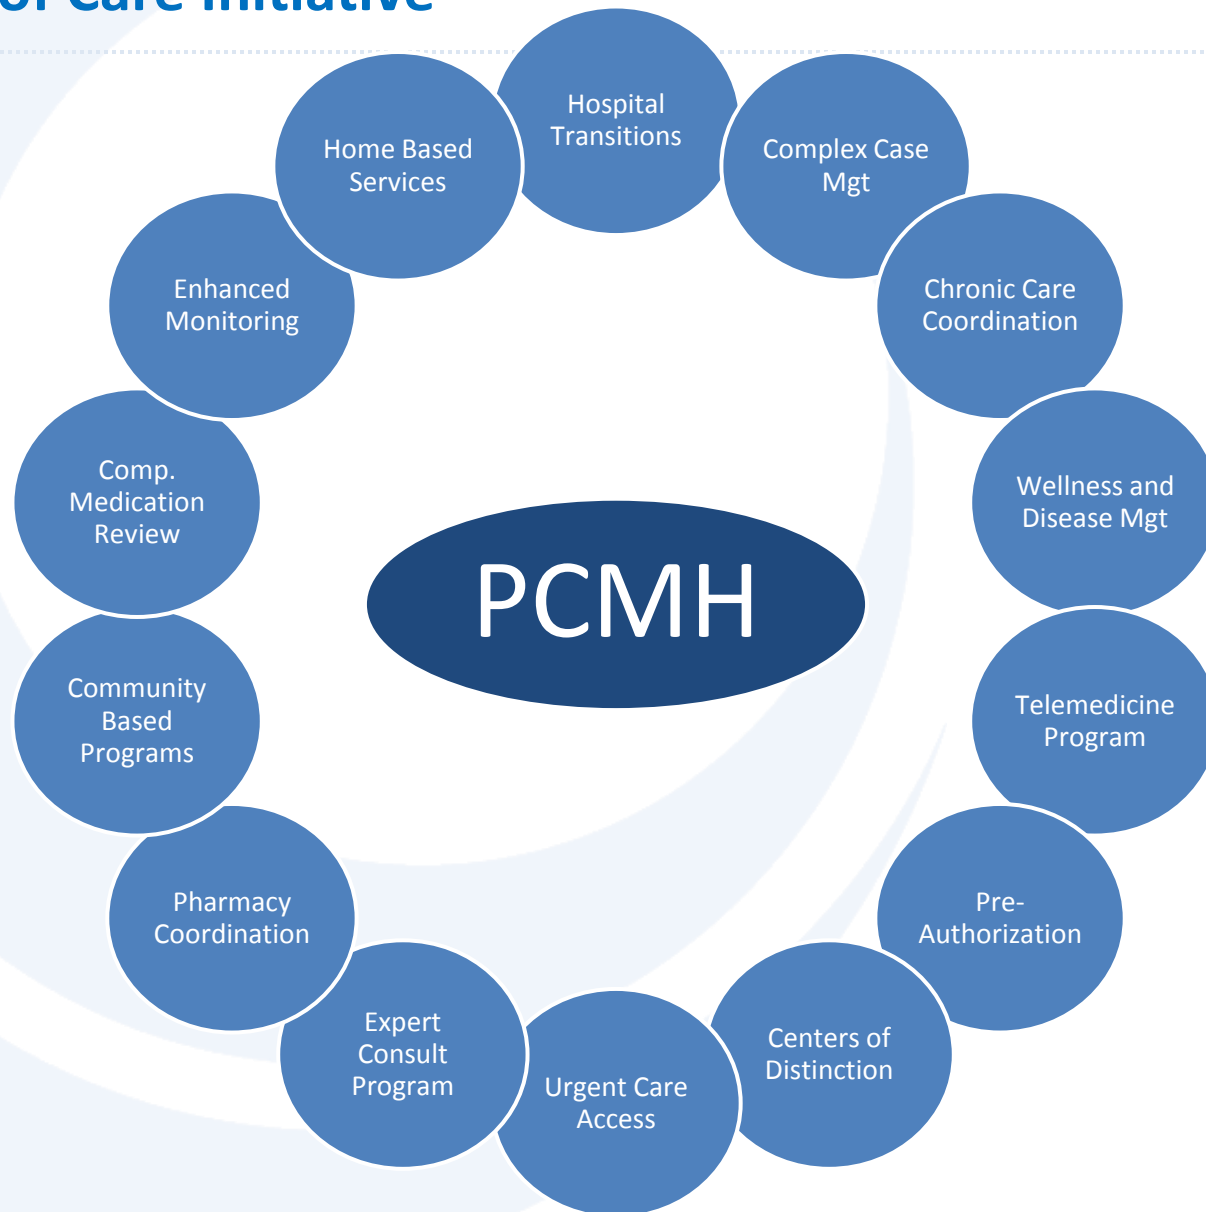 of Care Initiative
Hospital
Transitions
Complex Case
Mgt
Chronic Care
Coordination
Wellness and
Disease Mgt
Telemedicine
Program
Pre-
Authorization
Centers of
Distinction
Urgent Care
Access
Expert
Consult
Program
Pharmacy
Coordination
Community
Based
Programs
Comp.
Medication
Review
Enhanced
Monitoring
Home Based
Services
PCMH